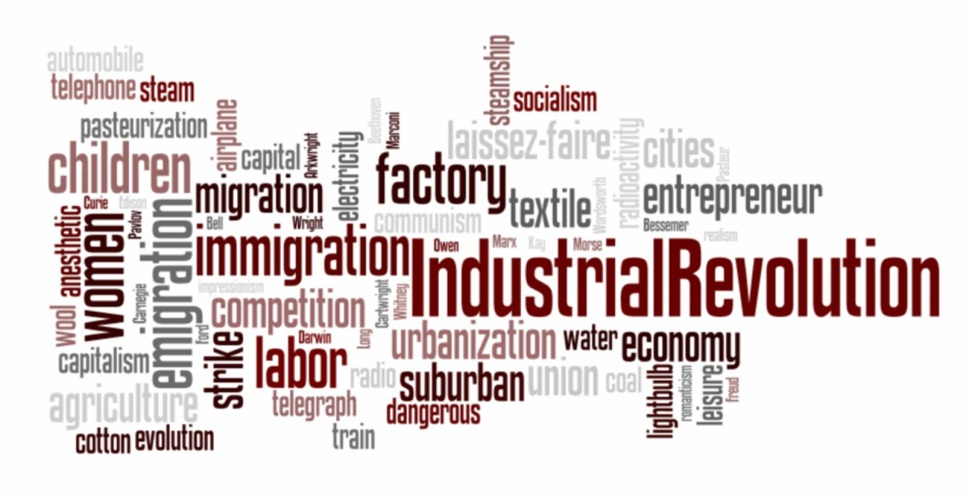 automobile
telephone
steam
pasteurization
airplane
capital
Arkwright
electricity
Beethoven
Marconi
steamship
socialism
laissez-faire
radioactivity
cities
Pasteur
children
migration
factory
textile
Wordsworth
entrepreneur
communism
Bessemer
realism
anesthetic
Curie
Edison
Pavlov
women
emigration
Bell
Wright
immigration
Owen
Marx
Kay
Morse
IndustrialRevolution
wool
Carnegie
impressionism
competition
Cartwright
Whitney
Ford
Darwin
Long
urbanization
water
economy
capitalism
strike
labor
radio
suburban
union
coal
lightbulb
romanticism
leisure
Freud
agriculture
telegraph
dangerous
cotton
evolution
train